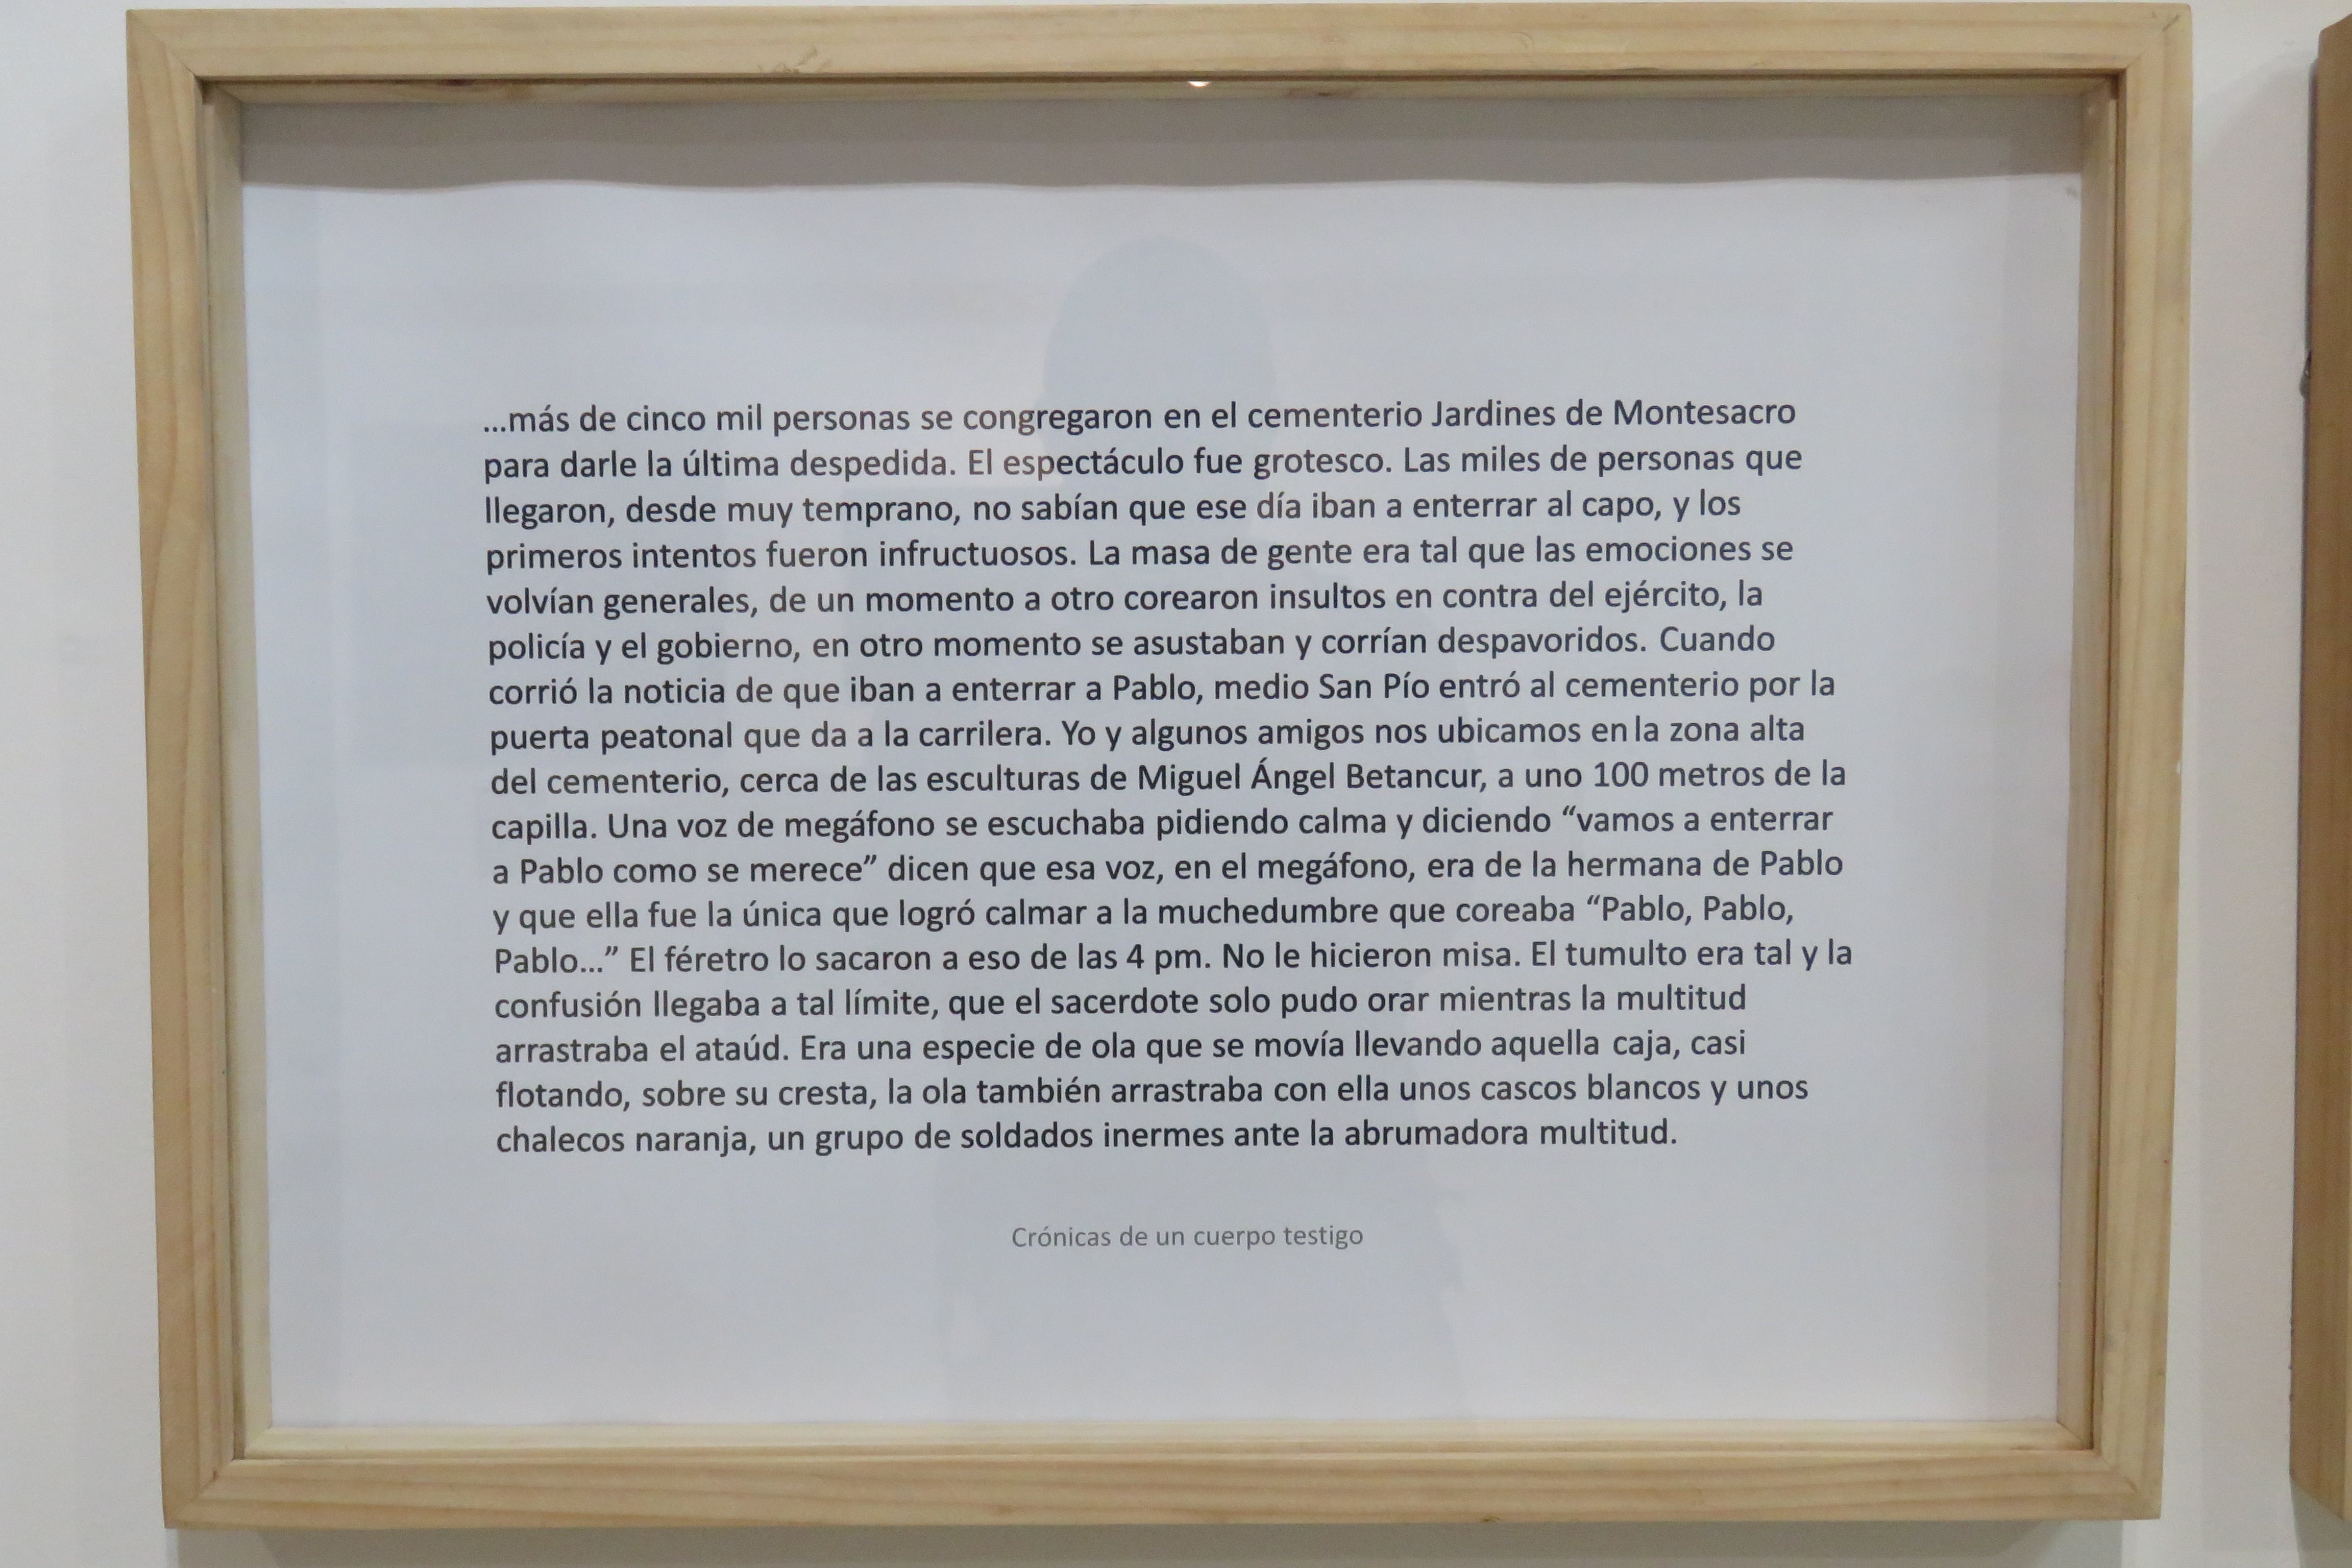 ...más de cinco mil personas se congregaron en el cementerio Jardines de Montesacro
para darle la última despedida. El espectáculo fue grotesco. Las miles de personas que
llegaron, desde muy temprano, no sabían que ese día iban a enterrar al capo, y los
primeros intentos fueron infructuosos. La masa de gente era tal que las emociones se
volvían generales, de un momento a otro corearon insultos en contra del ejército, la
policía y el gobierno, en otro momento se asustaban y corrían despavoridos. Cuando
corrió la noticia de que iban a enterrar a Pablo, medio San Pío entró al cementerio por la
puerta peatonal que da a la carrilera. Yo y algunos amigos nos ubicamos en la zona alta
del cementerio, cerca de las esculturas de Miguel Ángel Betancur, a uno 100 metros de la
capilla. Una voz de megáfono se escuchaba pidiendo calma y diciendo “vamos a enterrar
a Pablo como se merece” dicen que esa voz, en el megáfono, era de la hermana de Pablo
y que ella fue la única que logró calmar a la muchedumbre que coreaba “Pablo, Pablo,
Pablo...” El féretro lo sacaron a eso de las 4 pm. No le hicieron misa. El tumulto era tal y la
confusión llegaba a tal límite, que el sacerdote solo pudo orar mientras la multitud
arrastraba el ataúd. Era una especie de ola que se movía llevando aquella caja, casi
flotando, sobre su cresta, la ola también arrastraba con ella unos cascos blancos y unos
chalecos naranja, un grupo de soldados inermes ante la abrumadora multitud.
Crónicas de un cuerpo testigo